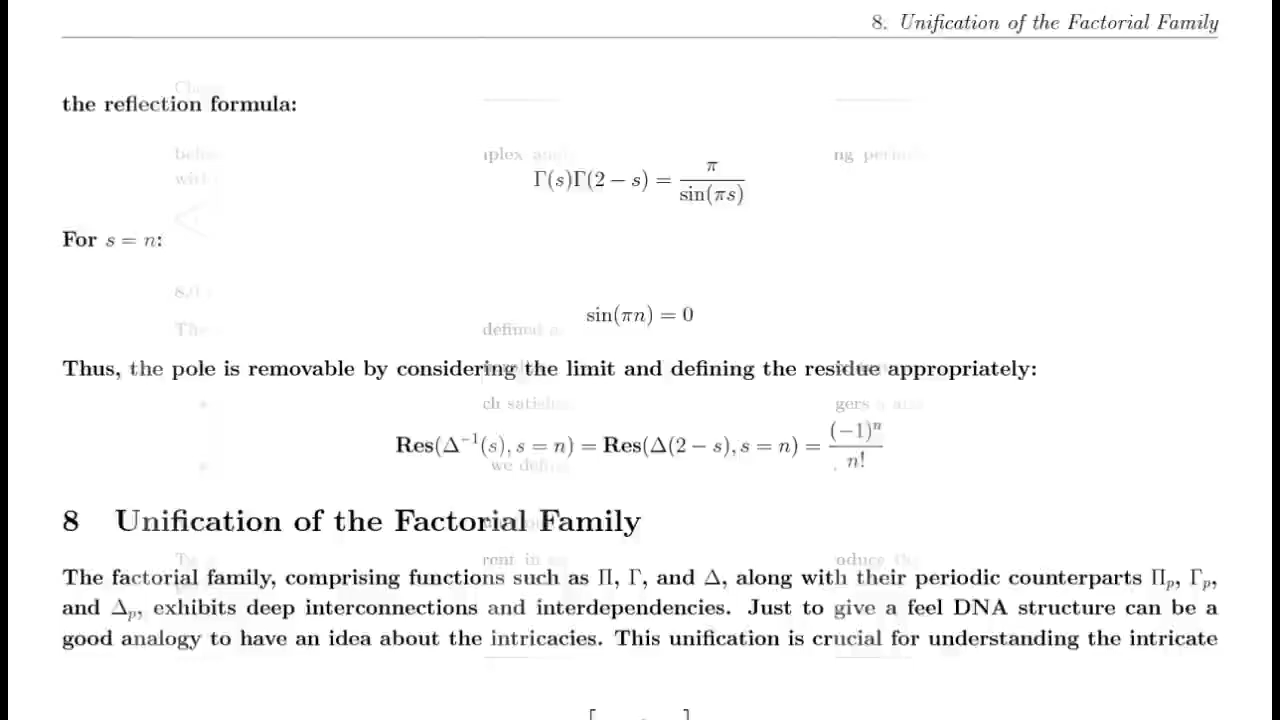 8. Unification of the Factorial Family
the reflection formula:
Γ(s)Γ(2 − s) = π / sin(πs)
For s = n:
sin(πn) = 0
Thus, the pole is removable by considering the limit and defining the residue appropriately:
Res(Δ⁻¹(s), s = n) = Res(Δ(2 − s), s = n) = (−1)ⁿ / n!
8 Unification of the Factorial Family
The factorial family, comprising functions such as Π, Γ, and Δ, along with their periodic counterparts Πₚ, Γₚ,
and Δₚ, exhibits deep interconnections and interdependencies. Just to give a feel DNA structure can be a
good analogy to have an idea about the intricacies. This unification is crucial for understanding the intricate